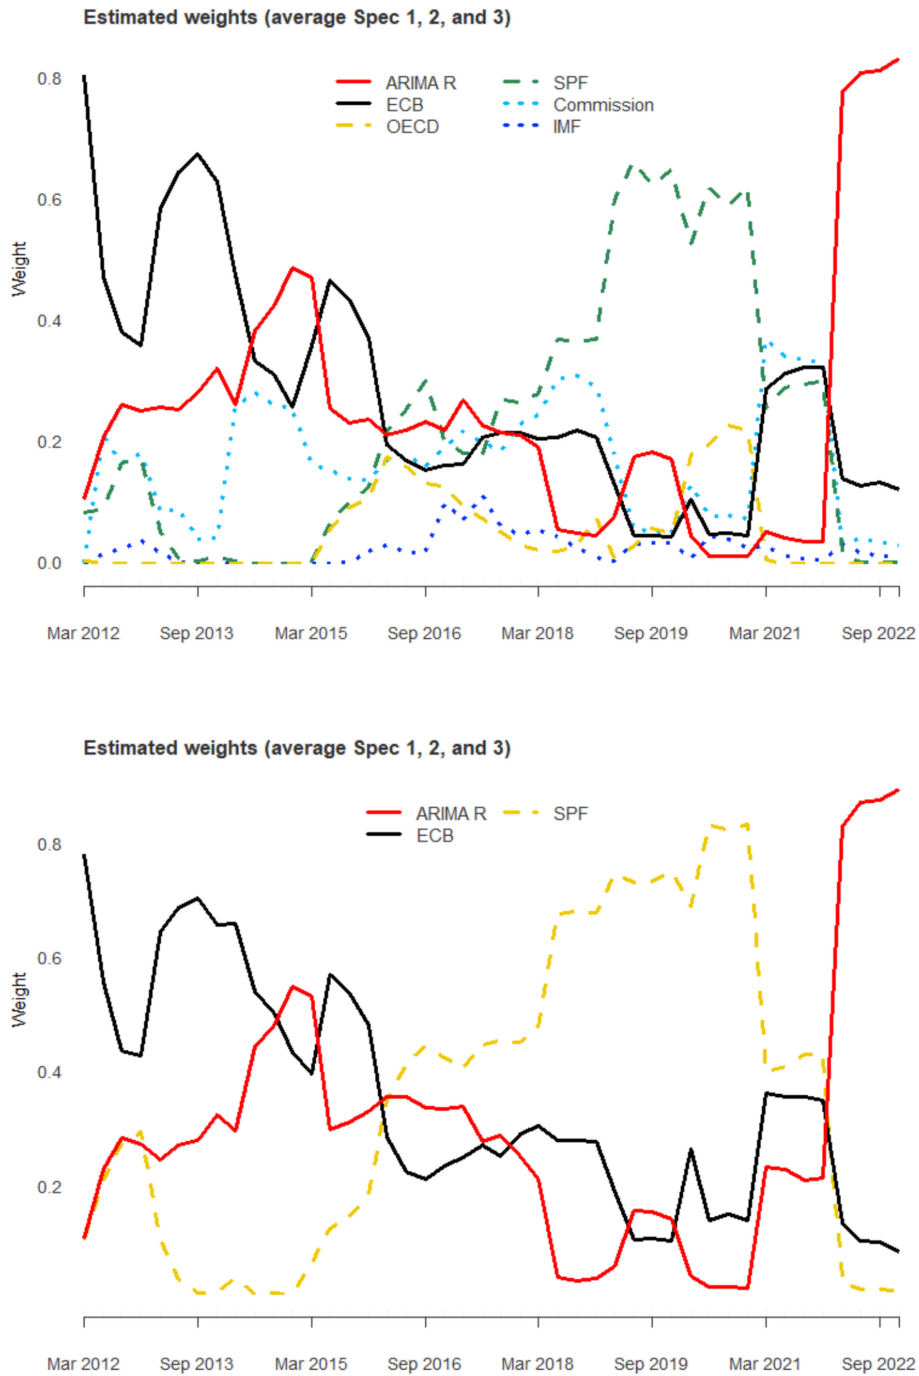 Estimated weights (average Spec 1, 2, and 3)
ARIMA R SPF
ECB Commission
OECD IMF
0.8
0.6
0.4
0.2
0.0
Weight
Mar 2012 Sep 2013 Mar 2015 Sep 2016 Mar 2018 Sep 2019 Mar 2021 Sep 2022
Estimated weights (average Spec 1, 2, and 3)
ARIMA R SPF
ECB
0.8
0.6
0.4
0.2
Weight
Mar 2012 Sep 2013 Mar 2015 Sep 2016 Mar 2018 Sep 2019 Mar 2021 Sep 2022